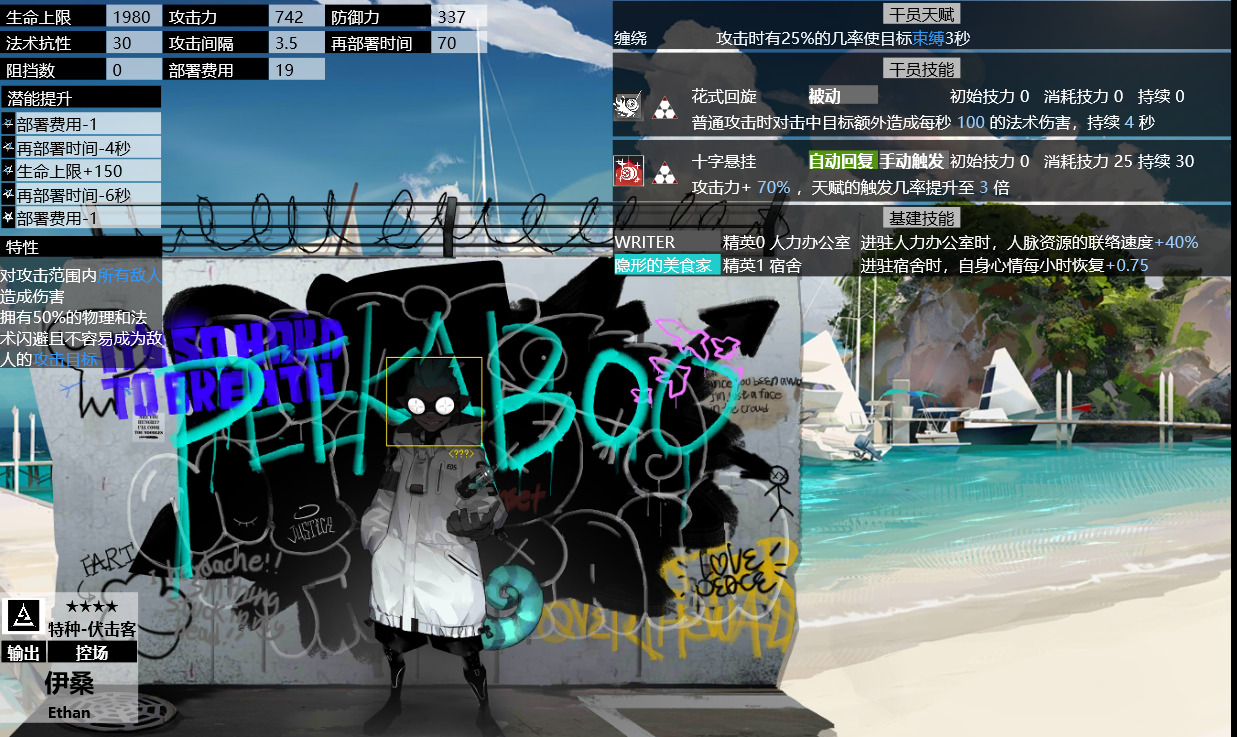 生命上限 1980 攻击力 742 防御力 337
法术抗性 30 攻击间隔 3.5 再部署时间 70
阻挡数 0 部署费用 19
潜能提升
部署费用-1
再部署时间-4秒
生命上限+150
再部署时间-6秒
部署费用-1
特性
对攻击范围内所有敌人
造成伤害
拥有50%的物理和法
术闪避且不容易成为敌
人的攻击目标
干员天赋
缠绕 攻击时有25%的几率使目标束缚3秒
干员技能
花式回旋 被动 初始技力 0 消耗技力 0 持续 0
普通攻击时对击中目标额外造成每秒 100 的法术伤害，持续 4 秒
十字悬挂 自动回复 手动触发 初始技力 0 消耗技力 25 持续 30
攻击力+ 70% ，天赋的触发几率提升至 3 倍
基建技能
WRITER 精英0 人力办公室 进驻人力办公室时，人脉资源的联络速度+40%
隐形的美食家 精英1 宿舍 进驻宿舍时，自身心情每小时恢复+0.75
SO HARD
TO BREATH
PEEKABOO
just a face
in the crowd
<???>
EOS
JUSTICE
FART
LOVE
PEACE
★★★★
特种-伏击客
输出 控场
伊桑
Ethan